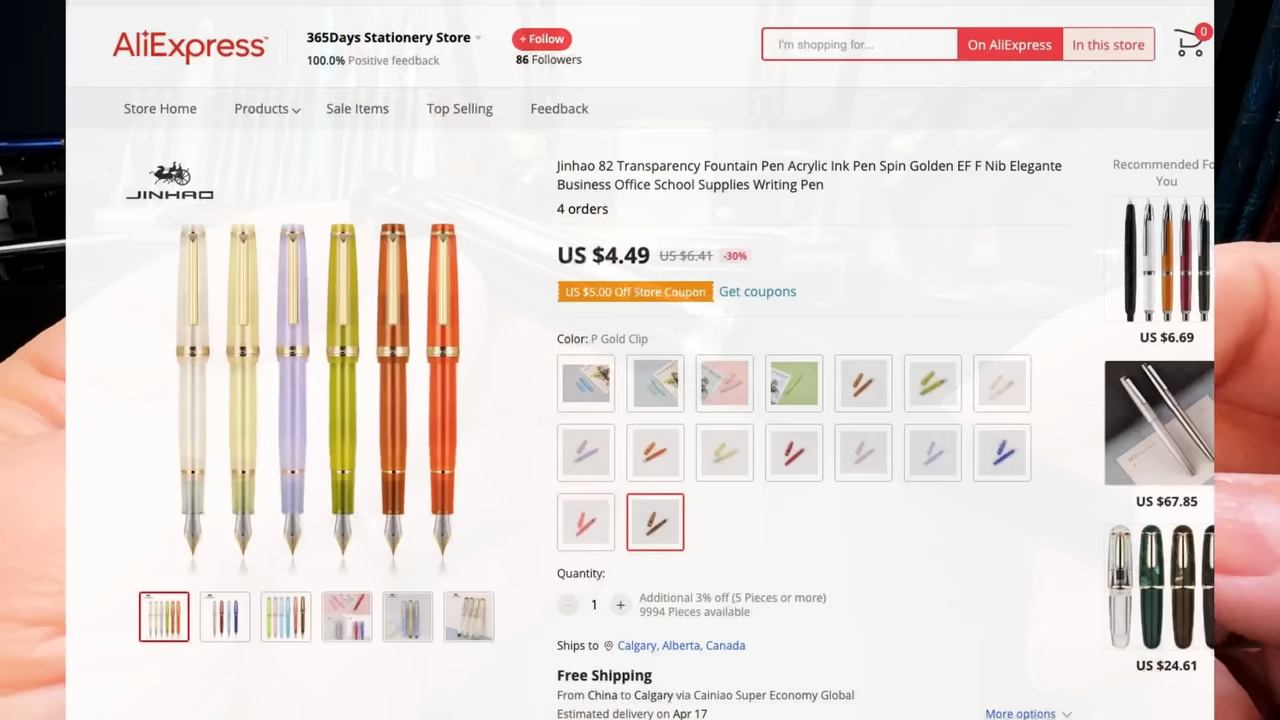 AliExpress™
365Days Stationery Store
100.0% Positive feedback
+ Follow
86 Followers
I'm shopping for...
On AliExpress
In this store
0
Store Home
Products
Sale Items
Top Selling
Feedback
JINHAO
Jinhao 82 Transparency Fountain Pen Acrylic Ink Pen Spin Golden EF F Nib Elegante
Business Office School Supplies Writing Pen
4 orders
US $4.49 US $6.41 -30%
US $5.00 Off Store Coupon Get coupons
Color: P Gold Clip
Quantity:
1
Additional 3% off (5 Pieces or more)
9994 Pieces available
Ships to Calgary, Alberta, Canada
Free Shipping
From China to Calgary via Cainiao Super Economy Global
Estimated delivery on Apr 17
More options
Recommended Fo
You
US $6.69
US $67.85
US $24.61